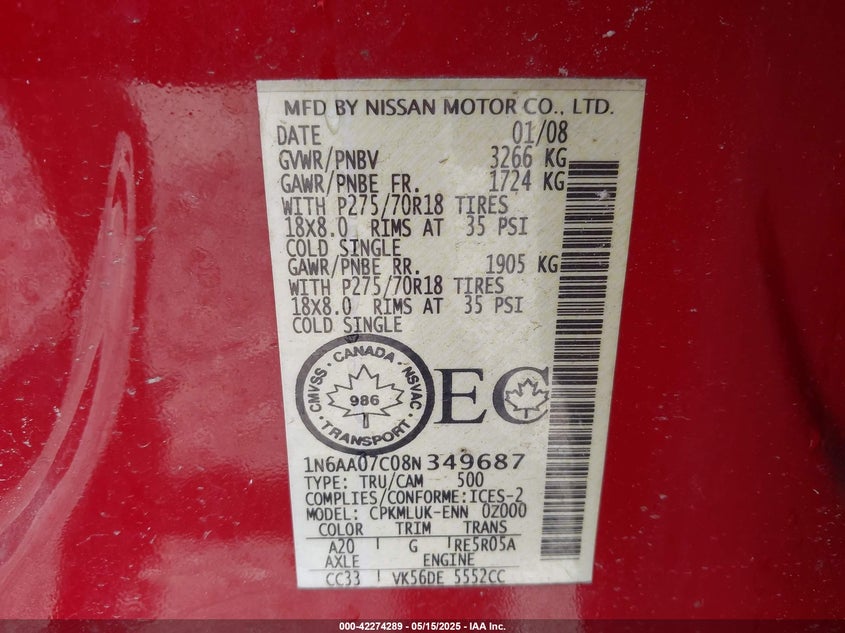 MFD BY NISSAN MOTOR CO., LTD.
DATE 01/08
GVWR/PNBV 3266 KG
GAWR/PNBE FR. 1724 KG
WITH P275/70R18 TIRES
18X8.0 RIMS AT 35 PSI
COLD SINGLE
GAWR/PNBE RR. 1905 KG
WITH P275/70R18 TIRES
18X8.0 RIMS AT 35 PSI
COLD SINGLE
CMVSS · CANADA · NSVAC · TRANSPORT ·
986
EC
1N6AA07C08N349687
TYPE: TRU/CAM 500
COMPLIES/CONFORME:ICES-2
MODEL: CPKMLUK-ENN 0Z000
COLOR TRIM TRANS
A20 G RE5R05A
AXLE ENGINE
CC33 VK56DE 5552CC
000-42274289 - 05/15/2025 - IAA Inc.